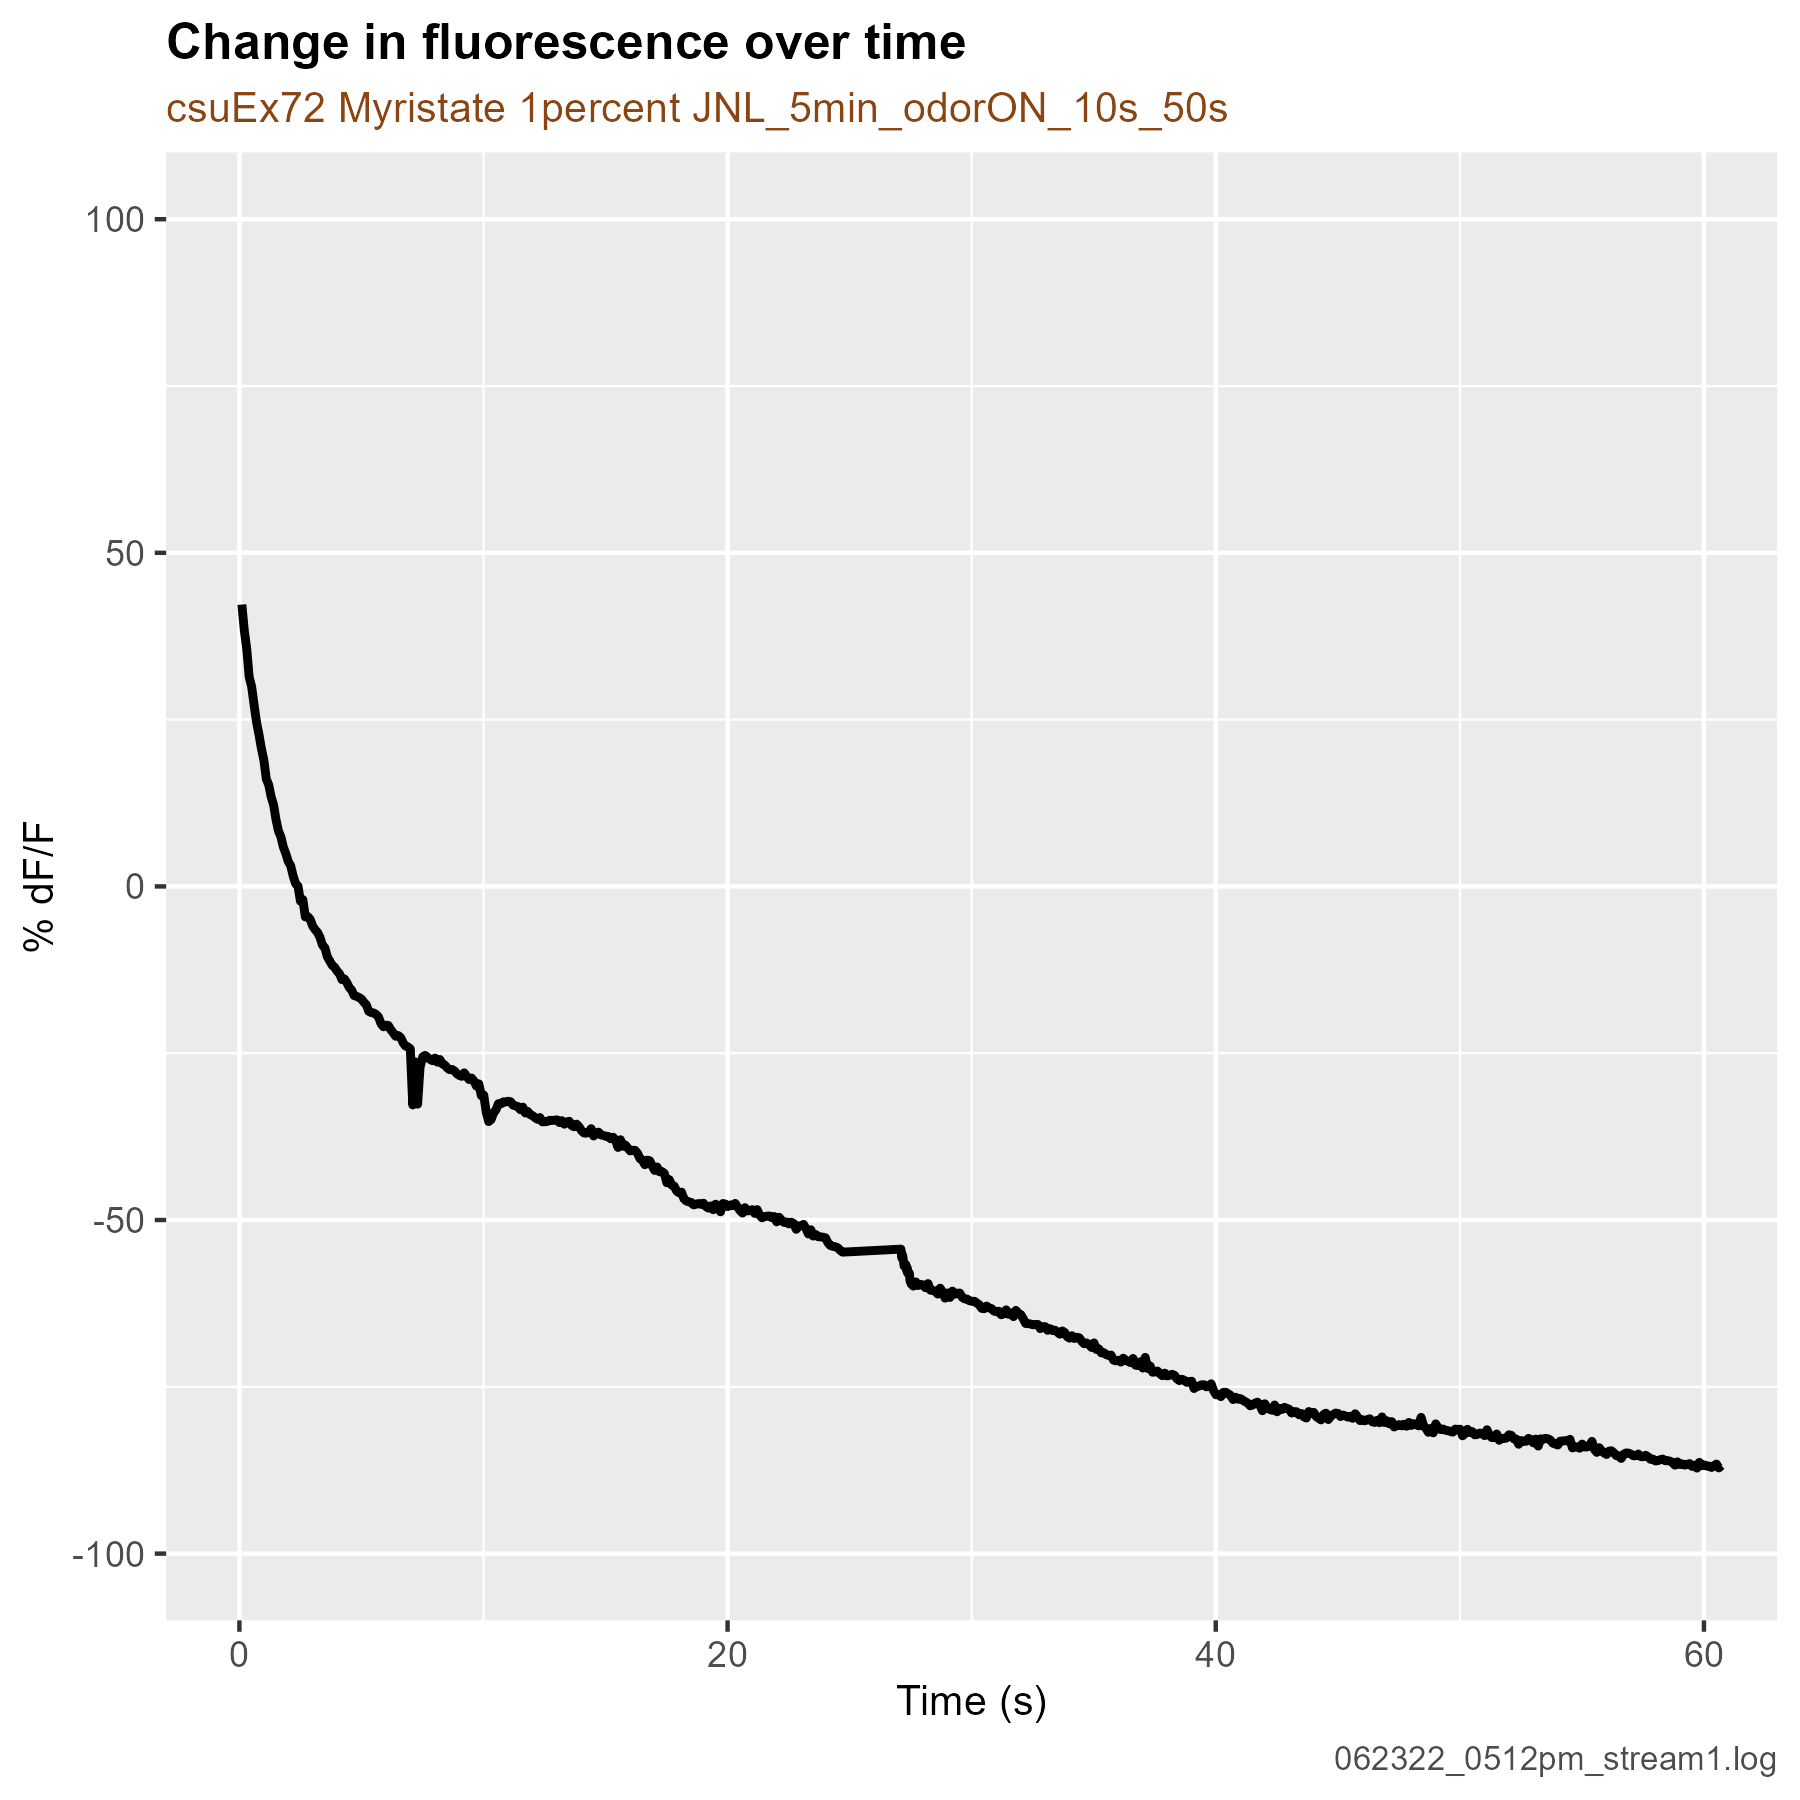 Change in fluorescence over time
csuEx72 Myristate 1percent JNL_5min_odorON_10s_50s
100
50
0
-50
-100
% dF/F
0 20 40 60
Time (s)
062322_0512pm_stream1.log